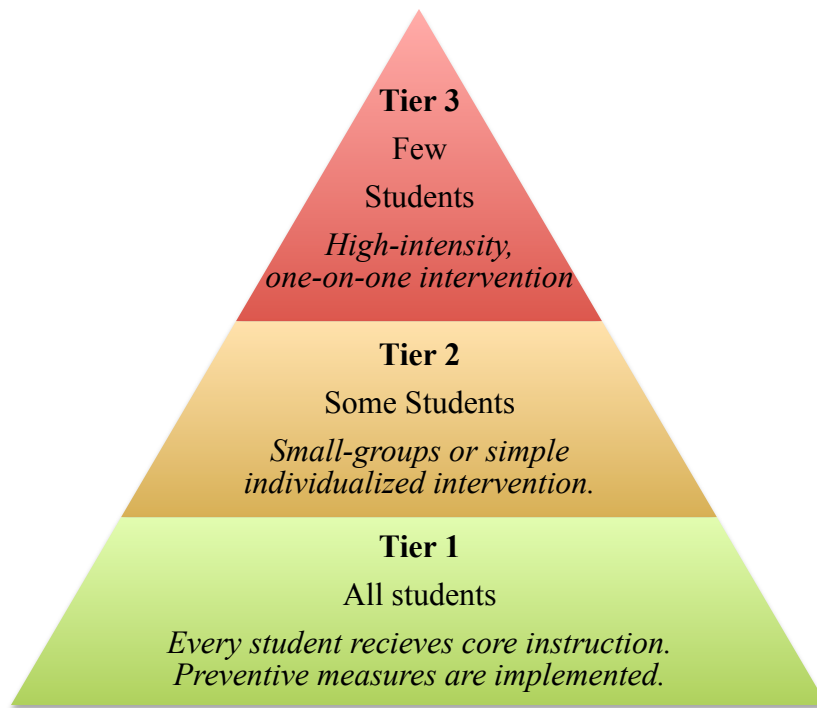 Tier 3
Few
Students
High-intensity,
one-on-one intervention
Tier 2
Some Students
Small-groups or simple
individualized intervention.
Tier 1
All students
Every student recieves core instruction.
Preventive measures are implemented.